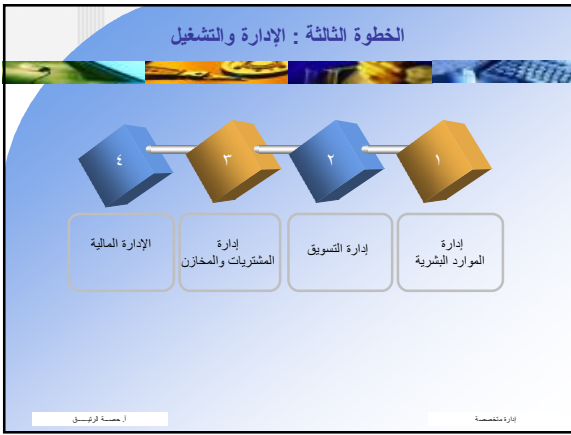 الخطوة الثالثة : الإدارة والتشغيل
١
٢
٣
٤
إدارة
الموارد البشرية
إدارة التسويق
إدارة
المشتريات والمخازن
الإدارة المالية
إدارة متخصصة
أ. حصـة الرتيـــق